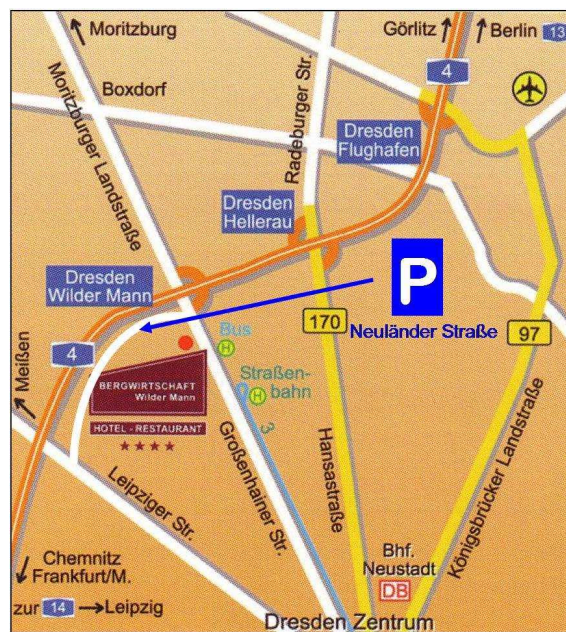 Moritzburg
Görlitz
Berlin 13
4
Boxdorf
Moritzburger Landstraße
Radeburger Str.
Dresden
Flughafen
Dresden
Hellerau
Dresden
Wilder Mann
P
Neuländer Straße
170
97
4
Meißen
Bus
H
Straßen-
bahn
H
3
BERGWIRTSCHAFT
Wilder Mann
HOTEL - RESTAURANT
Leipziger Str.
Großenhainer Str.
Hansastraße
Königsbrücker Landstraße
Chemnitz
Frankfurt/M.
zur 14 Leipzig
Bhf.
Neustadt
DB
Dresden Zentrum